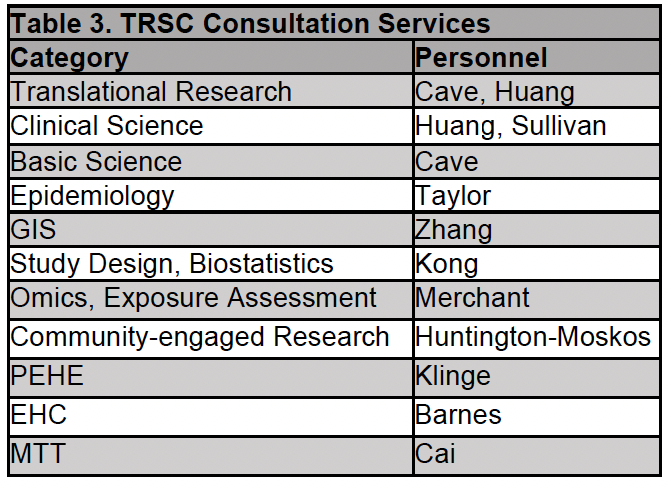 Table 3. TRSC Consultation Services
Category Personnel
Translational Research Cave, Huang
Clinical Science Huang, Sullivan
Basic Science Cave
Epidemiology Taylor
GIS Zhang
Study Design, Biostatistics Kong
Omics, Exposure Assessment Merchant
Community-engaged Research Huntington-Moskos
PEHE Klinge
EHC Barnes
MTT Cai